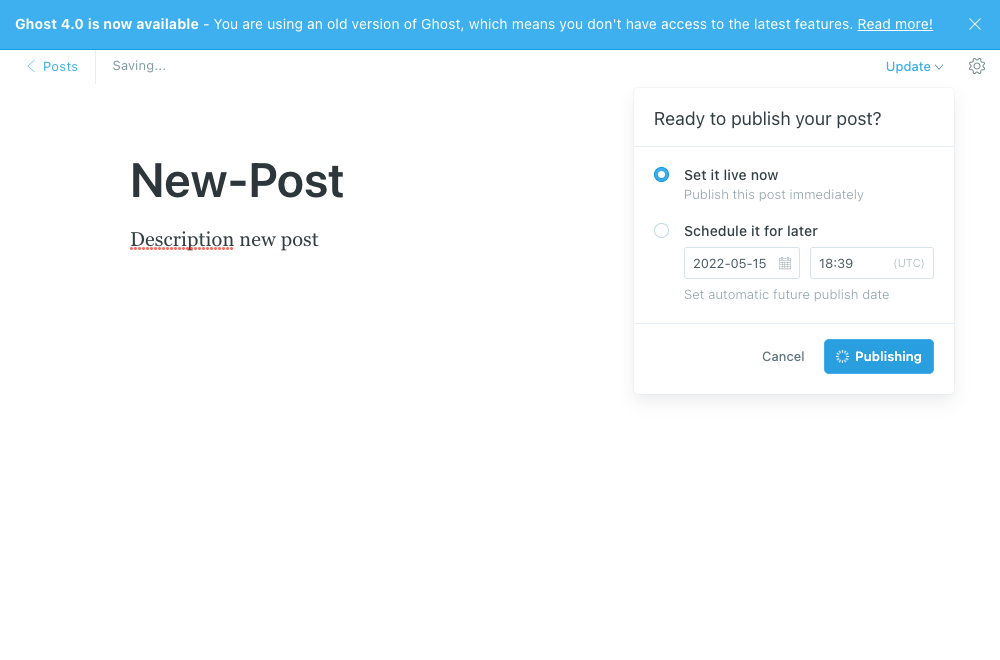 Ghost 4.0 is now available - You are using an old version of Ghost, which means you don't have access to the latest features. Read more!
Posts
Saving...
Update
Ready to publish your post?
New-Post
Set it live now
Publish this post immediately
Description new post
Schedule it for later
2022-05-15
18:39
(UTC)
Set automatic future publish date
Cancel
Publishing